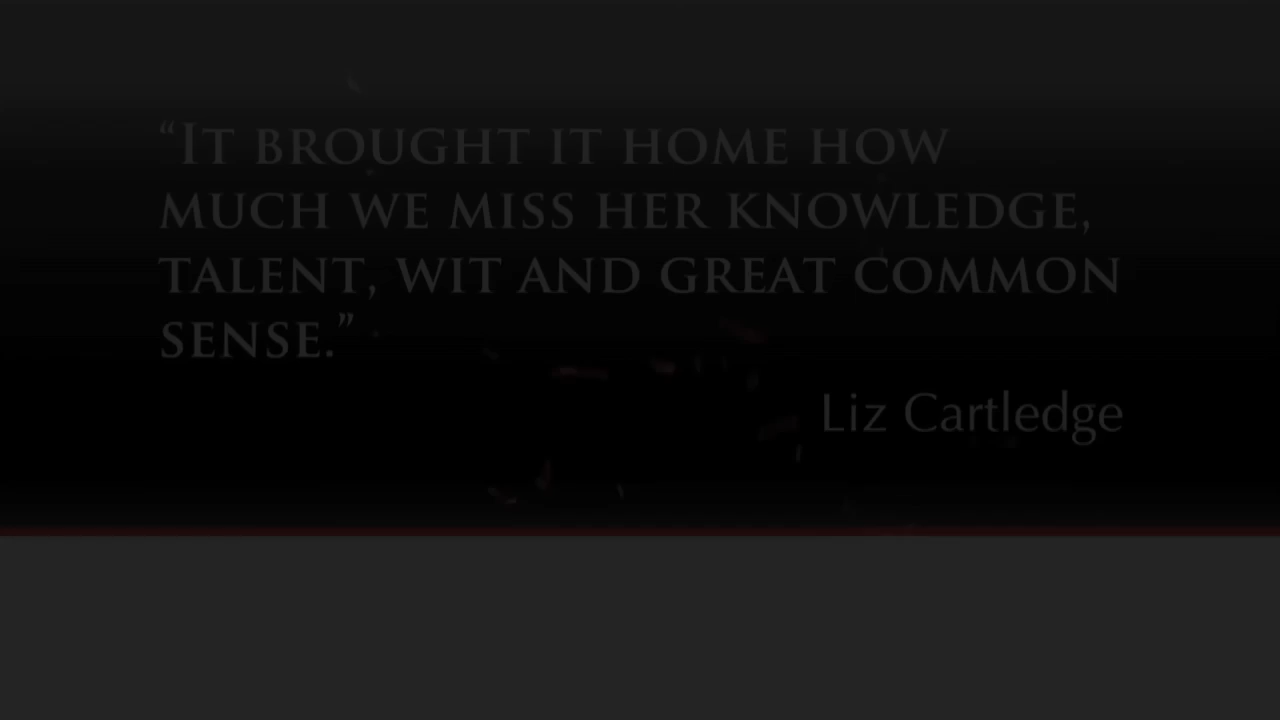 “It brought it home how
much we miss her knowledge,
talent, wit and great common
sense.”
Liz Cartledge